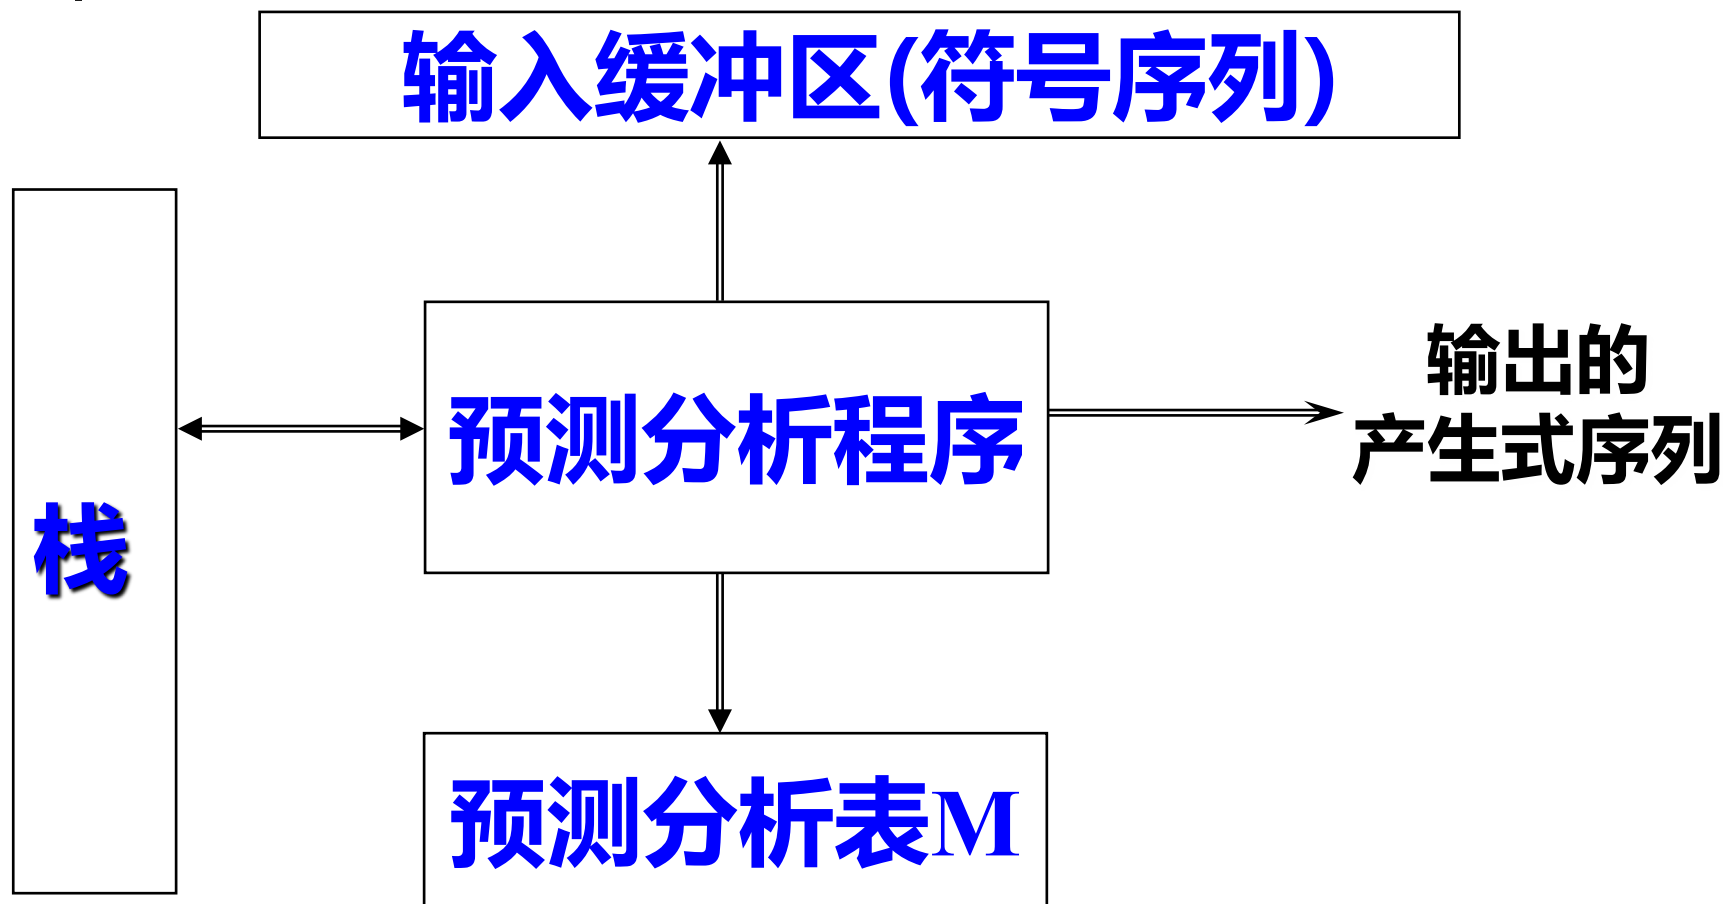 输入缓冲区(符号序列)
栈
预测分析程序
输出的
产生式序列
预测分析表M